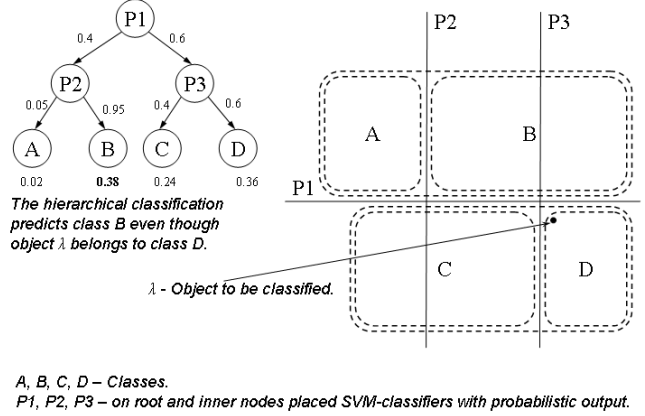 P1
0.4
0.6
P2
P3
0.05
0.95
0.4
0.6
A
B
C
D
0.02
0.38
0.24
0.36
The hierarchical classification
predicts class B even though
object λ belongs to class D.
P2
P3
A
B
P1
C
D
λ - Object to be classified.
A, B, C, D – Classes.
P1, P2, P3 – on root and inner nodes placed SVM-classifiers with probabilistic output.